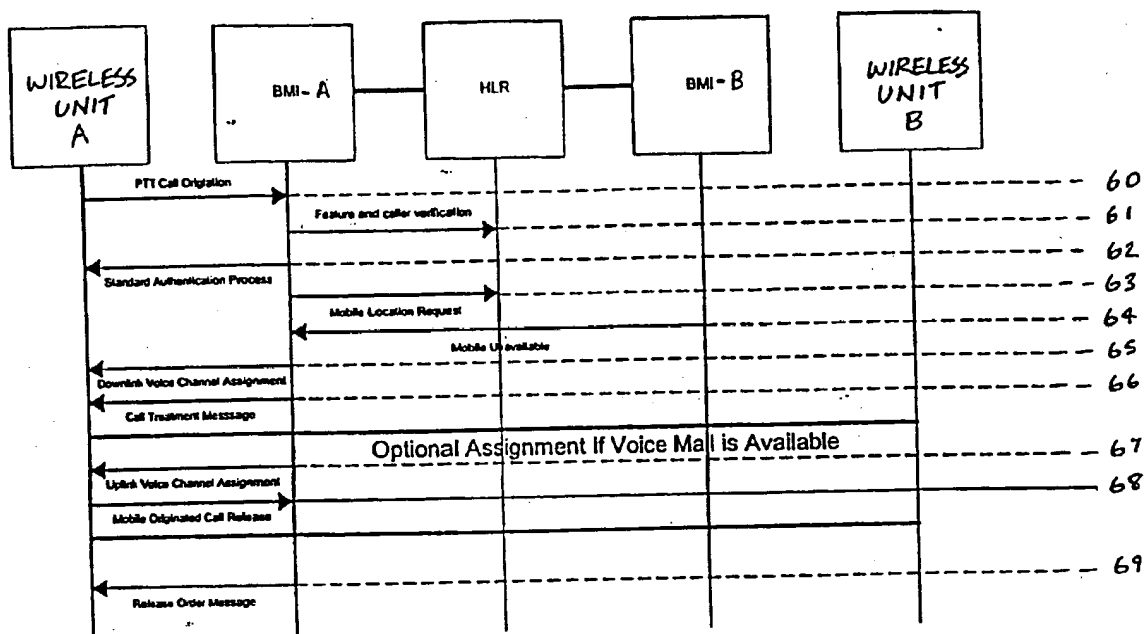 WIRELESS
UNIT
A
BMI-A
HLR
BMI-B
WIRELESS
UNIT
B
PTT Call Origiation
60
Feature and caller verification
61
62
Standard Authentication Process
63
Mobile Location Request
64
Mobile Unavailable
65
Downlink Voice Channel Assignment
66
Call Treatment Messsage
Optional Assignment If Voice Mail is Available
67
Uplink Voice Channel Assignment
68
Mobile Originated Call Release
69
Release Order Message